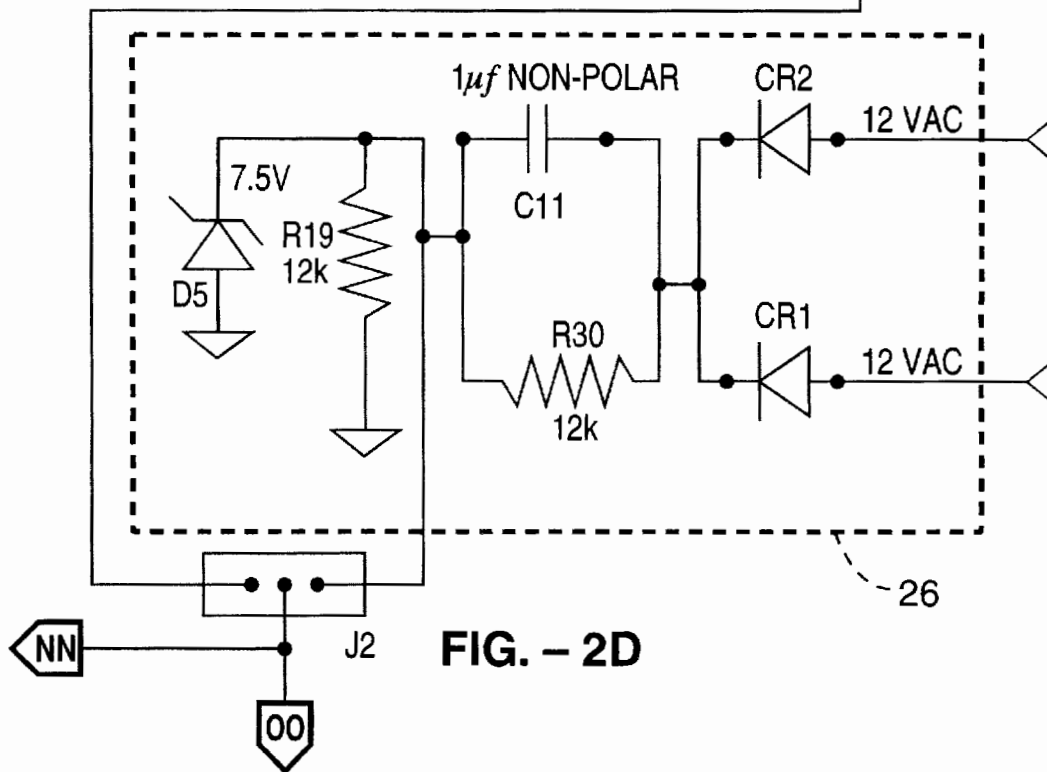 1µf NON-POLAR
CR2
12 VAC
7.5V
C11
R19
12k
D5
R30
12k
CR1
12 VAC
26
J2
NN
FIG. – 2D
OO